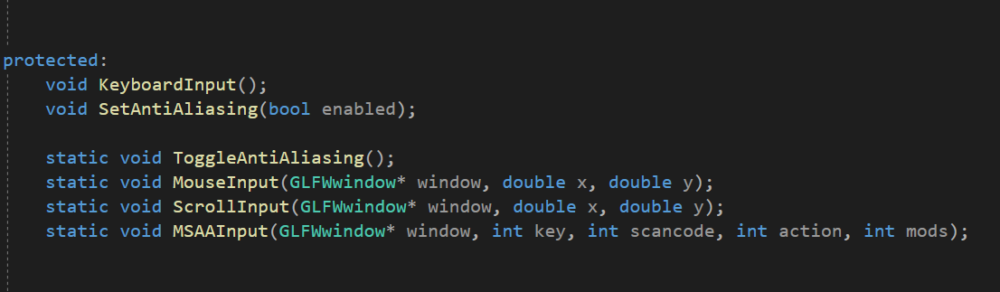 protected:
void KeyboardInput();
void SetAntiAliasing(bool enabled);
static void ToggleAntiAliasing();
static void MouseInput(GLFWwindow* window, double x, double y);
static void ScrollInput(GLFWwindow* window, double x, double y);
static void MSAAInput(GLFWwindow* window, int key, int scancode, int action, int mods);